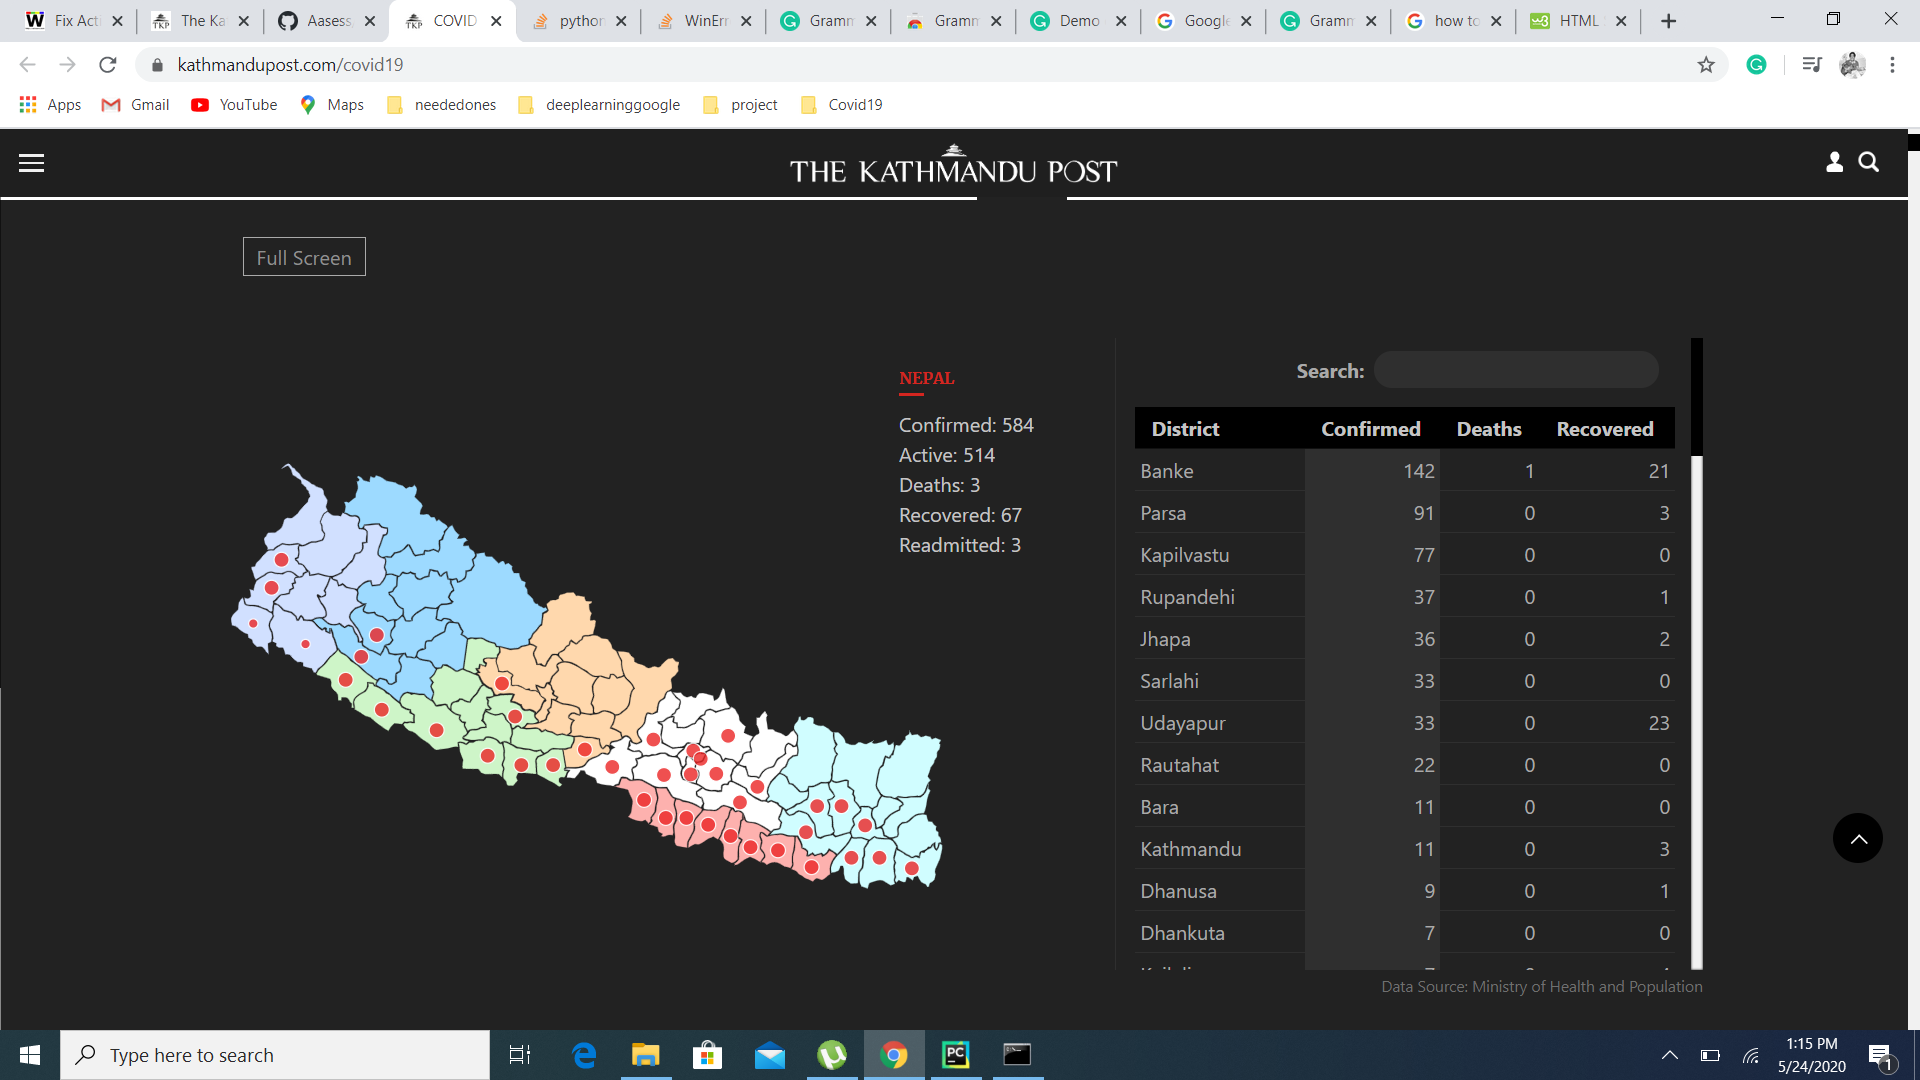 Fix Acti
The Ka
Aasess
COVID
python
WinErr
Gramm
Gramm
Demo
Google
Gramm
how to
HTML
kathmandupost.com/covid19
Apps
Gmail
YouTube
Maps
neededones
deeplearninggoogle
project
Covid19
THE KATHMANDU POST
Full Screen
NEPAL
Confirmed: 584
Active: 514
Deaths: 3
Recovered: 67
Readmitted: 3
Search:
District Confirmed Deaths Recovered
Banke 142 1 21
Parsa 91 0 3
Kapilvastu 77 0 0
Rupandehi 37 0 1
Jhapa 36 0 2
Sarlahi 33 0 0
Udayapur 33 0 23
Rautahat 22 0 0
Bara 11 0 0
Kathmandu 11 0 3
Dhanusa 9 0 1
Dhankuta 7 0 0
Data Source: Ministry of Health and Population
Type here to search
1:15 PM
5/24/2020
1